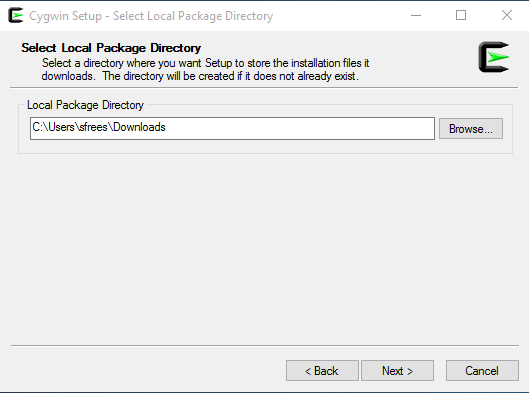 Cygwin Setup - Select Local Package Directory
Select Local Package Directory
Select a directory where you want Setup to store the installation files it
downloads. The directory will be created if it does not already exist.
Local Package Directory
C:\Users\sfrees\Downloads
Browse...
< Back
Next >
Cancel